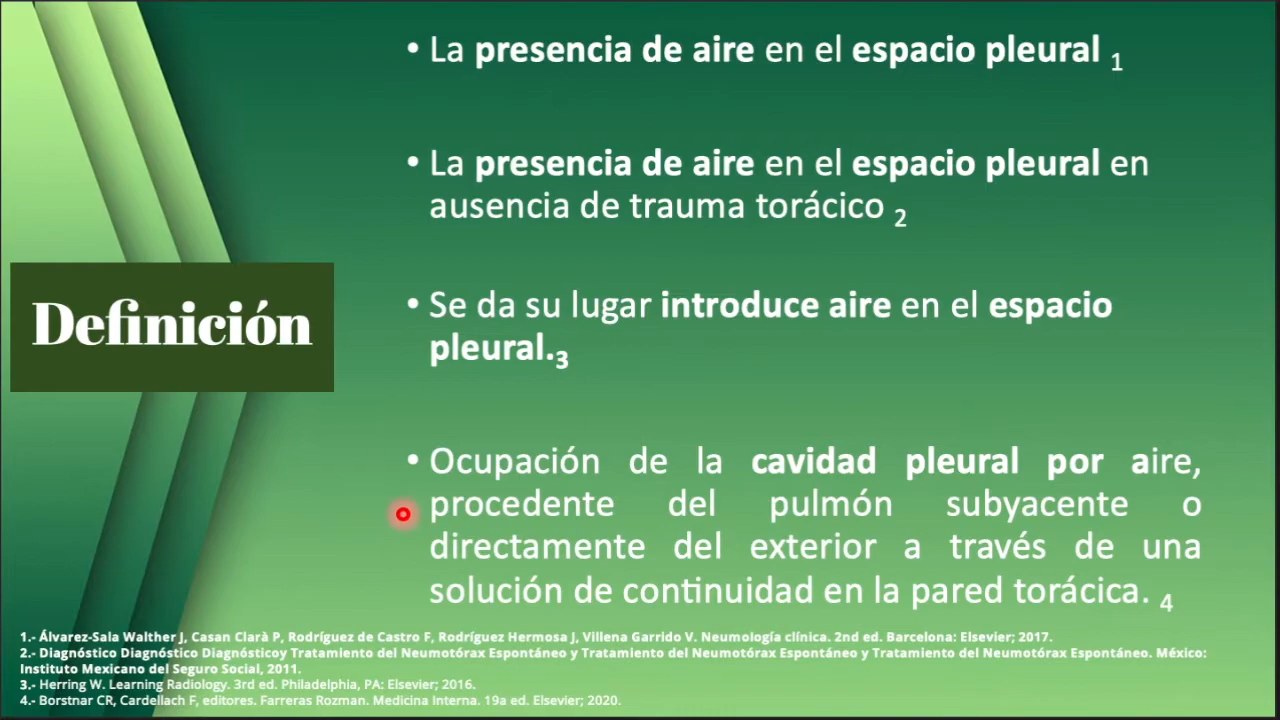 • La presencia de aire en el espacio pleural 1
• La presencia de aire en el espacio pleural en
ausencia de trauma torácico 2
Definición
• Se da su lugar introduce aire en el espacio
pleural.3
• Ocupación de la cavidad pleural por aire,
procedente del pulmón subyacente o
directamente del exterior a través de una
solución de continuidad en la pared torácica. 4
1.- Álvarez-Sala Walther J, Casan Clarà P, Rodríguez de Castro F, Rodríguez Hermosa J, Villena Garrido V. Neumología clínica. 2nd ed. Barcelona: Elsevier; 2017.
2.- Diagnóstico Diagnóstico Diagnósticoy Tratamiento del Neumotórax Espontáneo y Tratamiento del Neumotórax Espontáneo y Tratamiento del Neumotórax Espontáneo. México:
Instituto Mexicano del Seguro Social, 2011.
3.- Herring W. Learning Radiology. 3rd ed. Philadelphia, PA: Elsevier; 2016.
4.- Borstnar CR, Cardellach F, editores. Farreras Rozman. Medicina Interna. 19a ed. Elsevier; 2020.